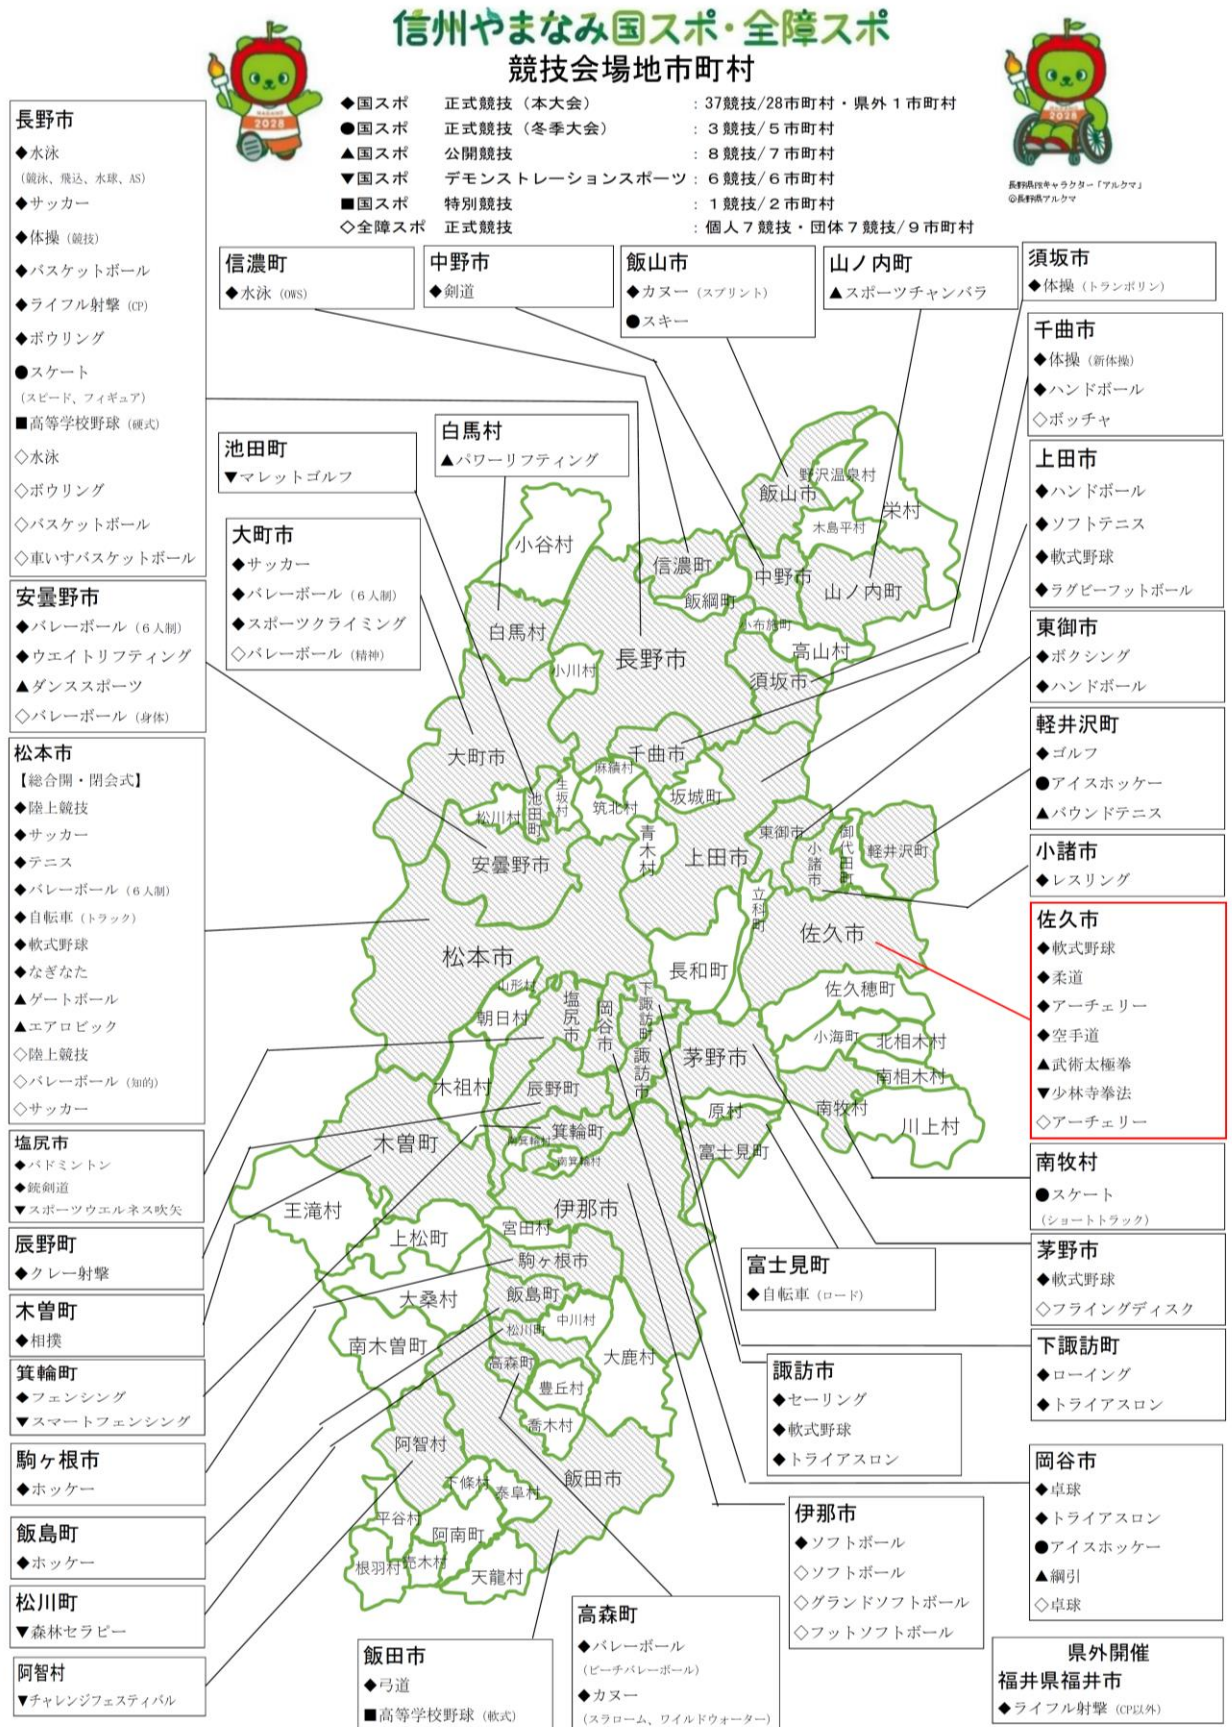 信州やまなみ国スポ・全障スポ
競技会場地市町村
◆国スポ 正式競技（本大会） : 37競技/28市町村・県外１市町村
●国スポ 正式競技（冬季大会） : ３競技/５市町村
▲国スポ 公開競技 : ８競技/７市町村
▼国スポ デモンストレーションスポーツ : ６競技/６市町村
■国スポ 特別競技 : １競技/２市町村
◇全障スポ 正式競技 : 個人７競技・団体７競技/９市町村
NAGANO
2028
NAGANO
2028
長野県PRキャラクター「アルクマ」
©長野県アルクマ
長野市
◆水泳
（競泳、飛込、水球、AS）
◆サッカー
◆体操（競技）
◆バスケットボール
◆ライフル射撃（CP）
◆ボウリング
●スケート
（スピード、フィギュア）
■高等学校野球（硬式）
◇水泳
◇ボウリング
◇バスケットボール
◇車いすバスケットボール
安曇野市
◆バレーボール（６人制）
◆ウエイトリフティング
▲ダンススポーツ
◇バレーボール（身体）
松本市
【総合開・閉会式】
◆陸上競技
◆サッカー
◆テニス
◆バレーボール（６人制）
◆自転車（トラック）
◆軟式野球
◆なぎなた
▲ゲートボール
▲エアロビック
◇陸上競技
◇バレーボール（知的）
◇サッカー
塩尻市
◆バドミントン
◆銃剣道
▼スポーツウエルネス吹矢
辰野町
◆クレー射撃
木曽町
◆相撲
箕輪町
◆フェンシング
▼スマートフェンシング
駒ヶ根市
◆ホッケー
飯島町
◆ホッケー
松川町
▼森林セラピー
阿智村
▼チャレンジフェスティバル
信濃町
◆水泳（OWS）
中野市
◆剣道
飯山市
◆カヌー（スプリント）
●スキー
山ノ内町
▲スポーツチャンバラ
須坂市
◆体操（トランポリン）
千曲市
◆体操（新体操）
◆ハンドボール
◇ボッチャ
上田市
◆ハンドボール
◆ソフトテニス
◆軟式野球
◆ラグビーフットボール
東御市
◆ボクシング
◆ハンドボール
軽井沢町
◆ゴルフ
●アイスホッケー
▲バウンドテニス
小諸市
◆レスリング
佐久市
◆軟式野球
◆柔道
◆アーチェリー
◆空手道
▲武術太極拳
▼少林寺拳法
◇アーチェリー
南牧村
●スケート
（ショートトラック）
茅野市
◆軟式野球
◇フライングディスク
下諏訪町
◆ローイング
◆トライアスロン
岡谷市
◆卓球
◆トライアスロン
●アイスホッケー
▲綱引
◇卓球
県外開催
福井県福井市
◆ライフル射撃（CP以外）
池田町
▼マレットゴルフ
白馬村
▲パワーリフティング
大町市
◆サッカー
◆バレーボール（６人制）
◆スポーツクライミング
◇バレーボール（精神）
富士見町
◆自転車（ロード）
諏訪市
◆セーリング
◆軟式野球
◆トライアスロン
伊那市
◆ソフトボール
◇ソフトボール
◇グランドソフトボール
◇フットソフトボール
高森町
◆バレーボール
（ビーチバレーボール）
◆カヌー
（スラローム、ワイルドウォーター）
飯田市
◆弓道
■高等学校野球（軟式）
野沢温泉村
飯山市
栄村
木島平村
小谷村
信濃町
中野市
山ノ内町
飯綱町
小布施町
白馬村
高山村
長野市
小川村
須坂市
大町市
千曲市
麻績村
生坂村
池田町
松川村
筑北村
坂城町
青木村
東御市
御代田町
軽井沢町
小諸市
上田市
安曇野市
立科町
佐久市
松本市
長和町
山形村
佐久穂町
朝日村
塩尻市
岡谷市
下諏訪町
諏訪市
茅野市
小海町
北相木村
南相木村
木祖村
辰野町
原村
南牧村
川上村
木曽町
箕輪町
南箕輪村
南箕輪村
富士見町
王滝村
伊那市
上松町
宮田村
駒ヶ根市
大桑村
飯島町
中川村
松川町
南木曽町
高森町
大鹿村
豊丘村
喬木村
阿智村
飯田市
下條村
泰阜村
平谷村
阿南町
根羽村
売木村
天龍村